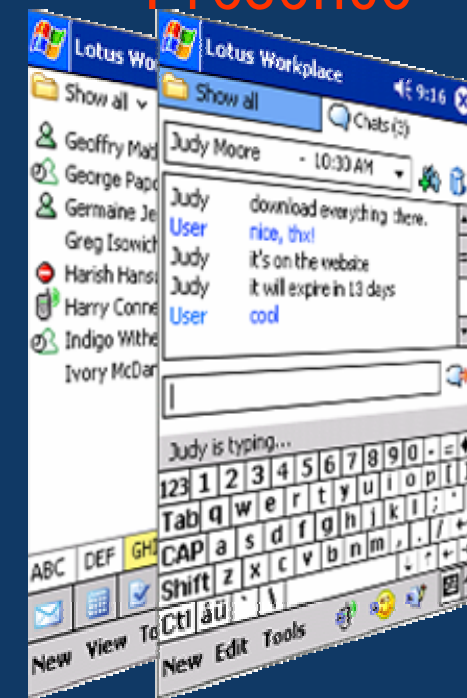 Presence
Lotus Wo
Show all
Geoffry Mad
George Papo
Germaine Je
Greg Isowich
Harish Hans
Harry Conne
Indigo Withe
Ivory McDar
ABC DEF GHI
New View To
Lotus Workplace 9:16
Show all Chats (3)
Judy Moore - 10:30 AM
Judy download everything there.
User nice, thx!
Judy it's on the website
Judy it will expire in 13 days
User cool
Judy is typing...
123 1 2 3 4 5 6 7 8 9 0 - =
Tab q w e r t y u i o p [ ]
CAP a s d f g h j k l ; '
Shift z x c v b n m , . /
Ctl áü ` \
New Edit Tools